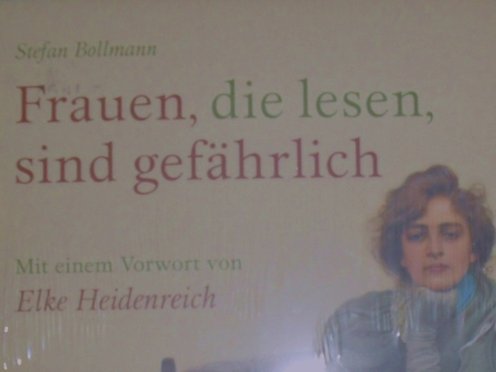 Stefan Bollmann
Frauen, die lesen,
sind gefährlich
Mit einem Vorwort von
Elke Heidenreich